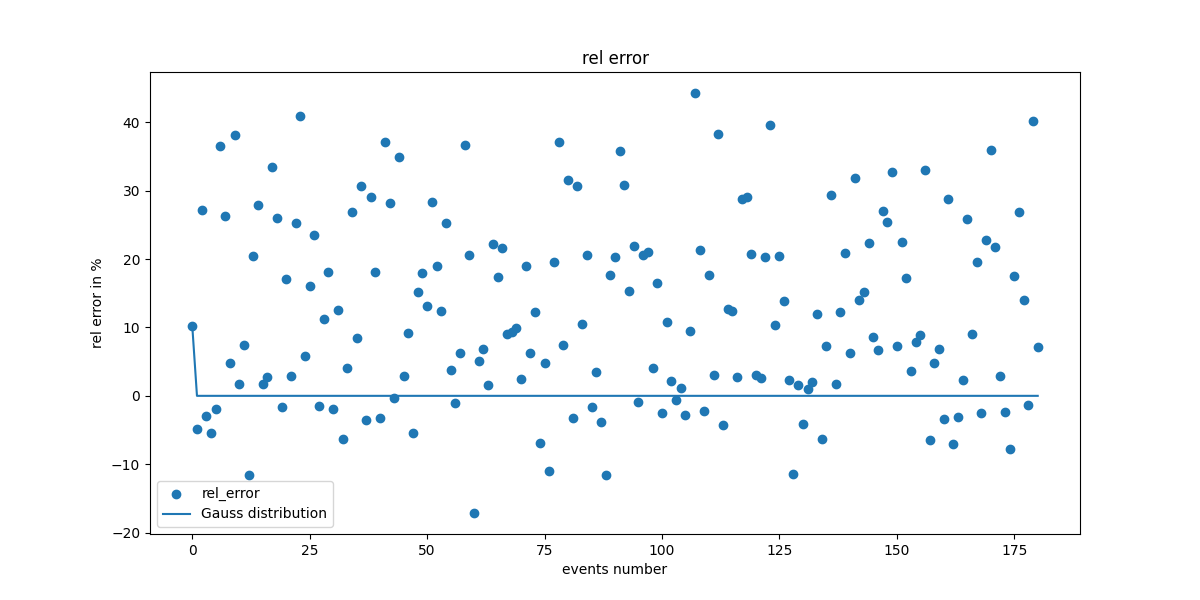 rel error
rel error in %
40
30
20
10
0
−10
−20
rel_error
Gauss distribution
0 25 50 75 100 125 150 175
events number